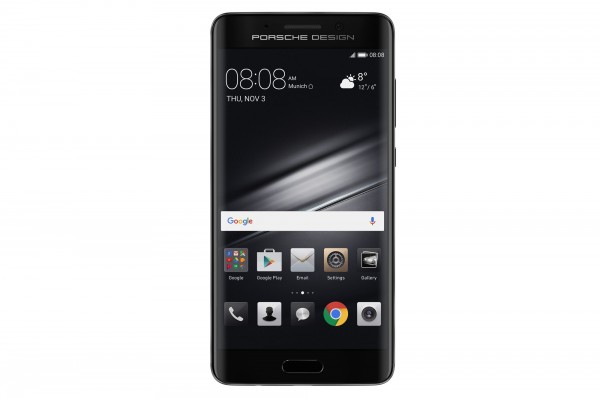 PORSCHE DESIGN
08:08
08:08 AM
Munich
THU, NOV 3
8°
12°/6°
Google
Google
Google Play
Email
Settings
Gallery